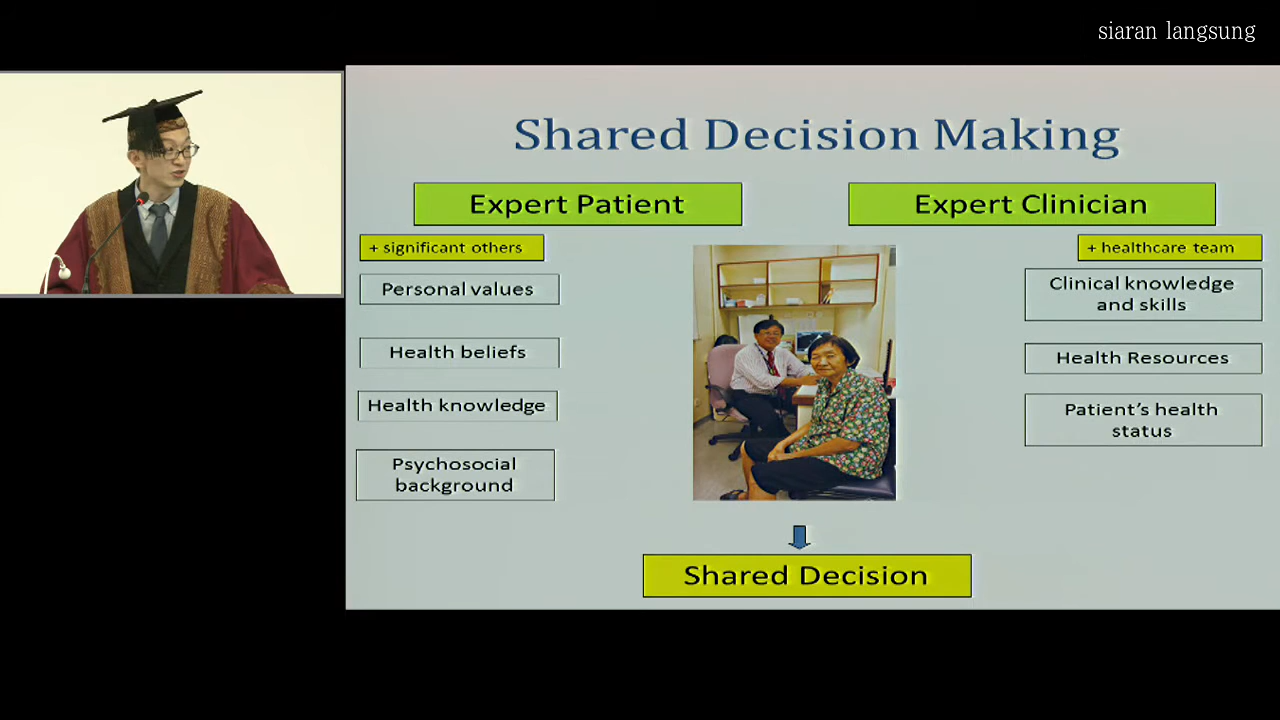 siaran langsung
Shared Decision Making
Expert Patient
+ significant others
Personal values
Health beliefs
Health knowledge
Psychosocial
background
Expert Clinician
+ healthcare team
Clinical knowledge
and skills
Health Resources
Patient's health
status
Shared Decision